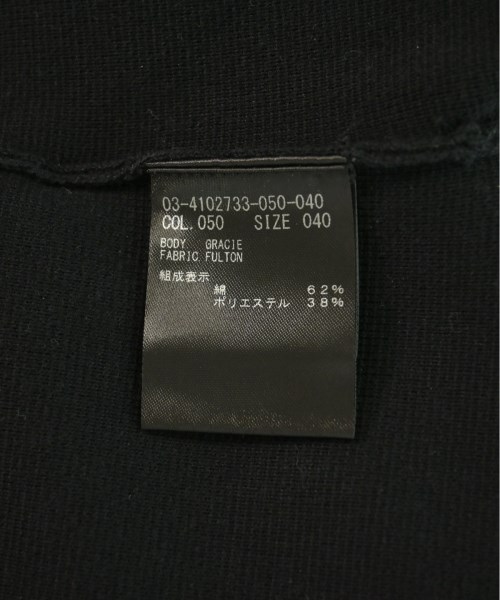 03-4102733-050-040
COL.050 SIZE 040
BODY GRACIE
FABRIC FULTON
組成表示
綿 62%
ポリエステル 38%